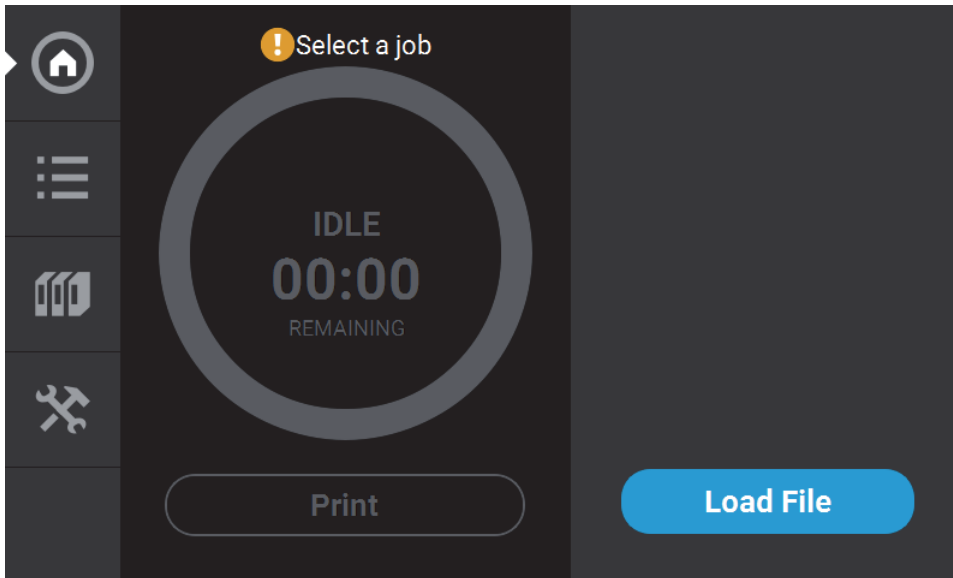 Select a job
IDLE
00:00
REMAINING
Print
Load File